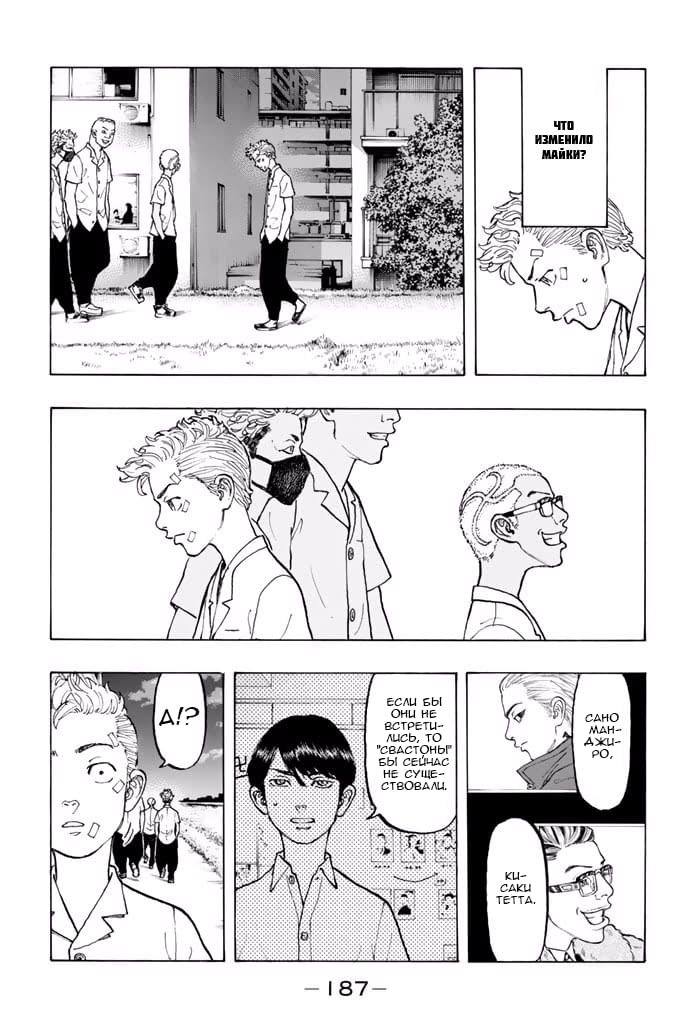 ЧТО
ИЗМЕНИЛО
МАЙКИ?
САНО
МАН-
ДЖИ-
РО,
КИ-
САКИ
ТЕТТА.
ЕСЛИ БЫ
ОНИ НЕ
ВСТРЕТИ-
ЛИСЬ, ТО
"СВАСТОНЫ"
БЫ СЕЙЧАС
НЕ СУЩЕ-
СТВОВАЛИ.
А!?
—187—